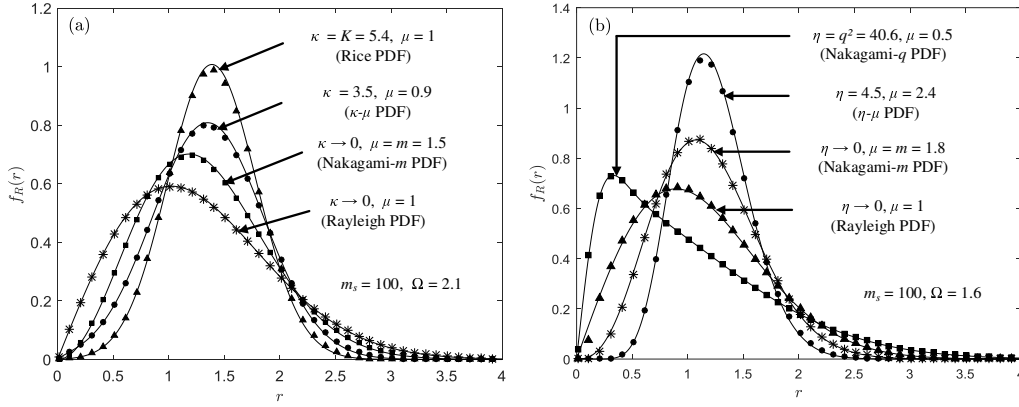 (a)
κ = K = 5.4, μ = 1
(Rice PDF)
κ = 3.5, μ = 0.9
(κ-μ PDF)
κ → 0, μ = m = 1.5
(Nakagami-m PDF)
κ → 0, μ = 1
(Rayleigh PDF)
m_s = 100, Ω = 2.1
f_R(r)
1.2
1
0.8
0.6
0.4
0.2
0
0 0.5 1 1.5 2 2.5 3 3.5 4
r
(b)
η = q² = 40.6, μ = 0.5
(Nakagami-q PDF)
η = 4.5, μ = 2.4
(η-μ PDF)
η → 0, μ = m = 1.8
(Nakagami-m PDF)
η → 0, μ = 1
(Rayleigh PDF)
m_s = 100, Ω = 1.6
f_R(r)
1.4
1.2
1
0.8
0.6
0.4
0.2
0
0 0.5 1 1.5 2 2.5 3 3.5 4
r